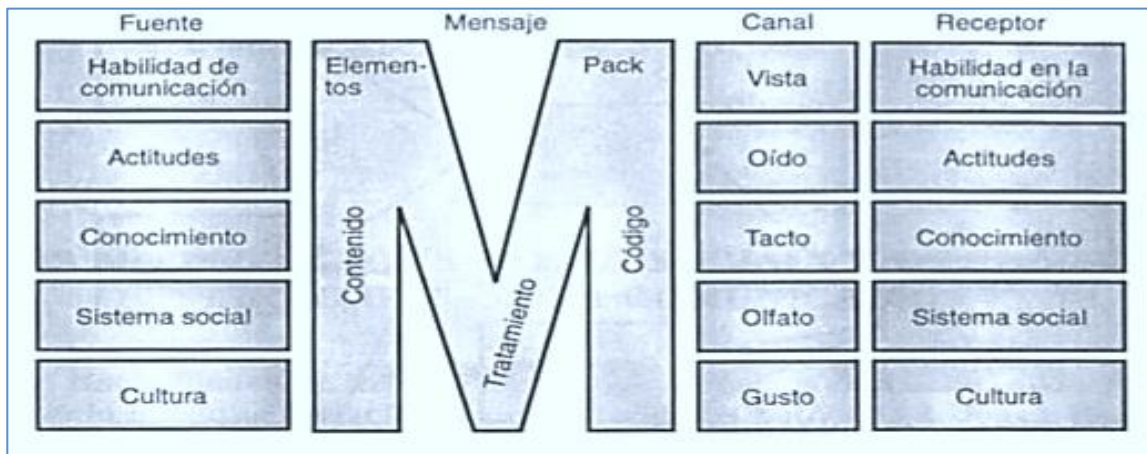 Fuente
Mensaje
Canal
Receptor
Habilidad de
comunicación
Actitudes
Conocimiento
Sistema social
Cultura
Elemen-
tos
Pack
Contenido
Tratamiento
Código
Vista
Oído
Tacto
Olfato
Gusto
Habilidad en la
comunicación
Actitudes
Conocimiento
Sistema social
Cultura